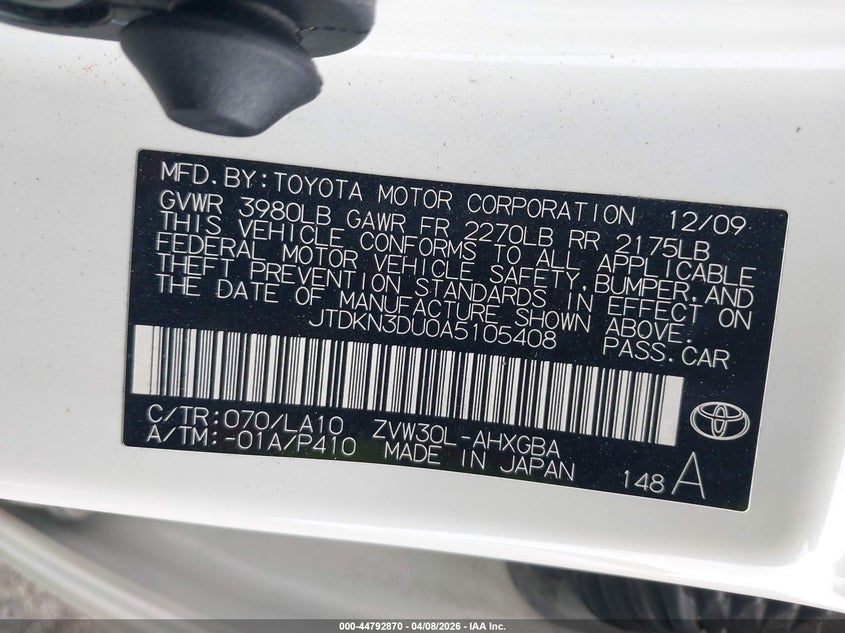 MFD. BY: TOYOTA MOTOR CORPORATION 12/09
GVWR 3980LB GAWR FR 2270LB RR 2175LB
THIS VEHICLE CONFORMS TO ALL APPLICABLE
FEDERAL MOTOR VEHICLE SAFETY, BUMPER, AND
THEFT PREVENTION STANDARDS IN EFFECT ON
THE DATE OF MANUFACTURE SHOWN ABOVE.
JTDKN3DU0A5105408 PASS. CAR
C/TR: 070/LA10 ZVW30L-AHXGBA
A/TM: -01A/P410 MADE IN JAPAN
148 A
000-44792870 | 04/08/2026 - IAA Inc.